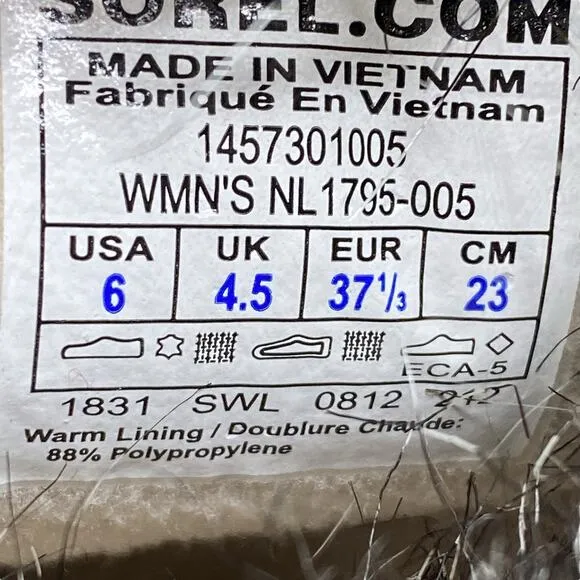 SOREL.COM
MADE IN VIETNAM
Fabriqué En Vietnam
1457301005
WMN'S NL1795-005
USA UK EUR CM
6 4.5 37 1/3 23
ECA-5
1831 SWL 0812
Warm Lining / Doublure Chaude:
88% Polypropylene